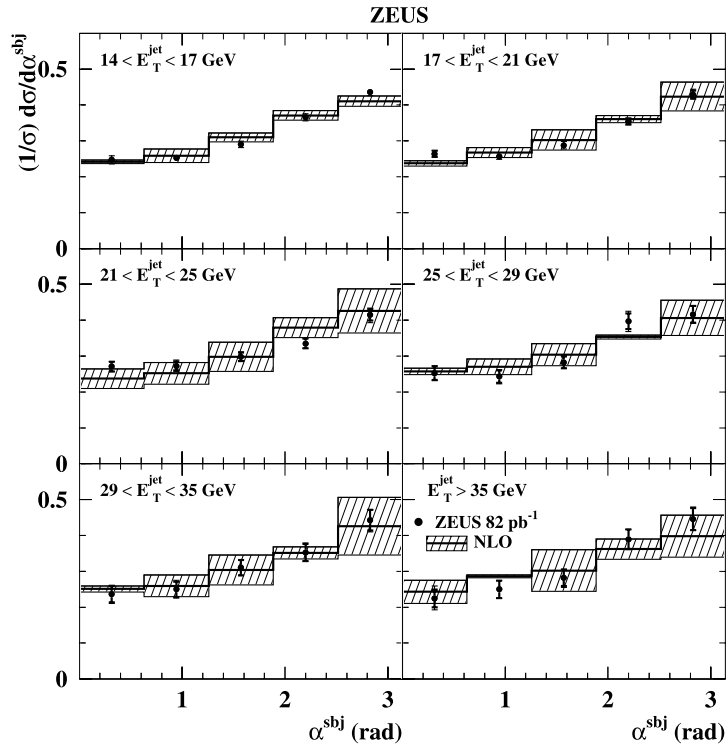 ZEUS
(1/σ) dσ/dα^sbj
14 < E_T^jet < 17 GeV
17 < E_T^jet < 21 GeV
0.5
0
21 < E_T^jet < 25 GeV
25 < E_T^jet < 29 GeV
0.5
0
29 < E_T^jet < 35 GeV
E_T^jet > 35 GeV
0.5
ZEUS 82 pb^-1
NLO
0
1 2 3 1 2 3
α^sbj (rad) α^sbj (rad)